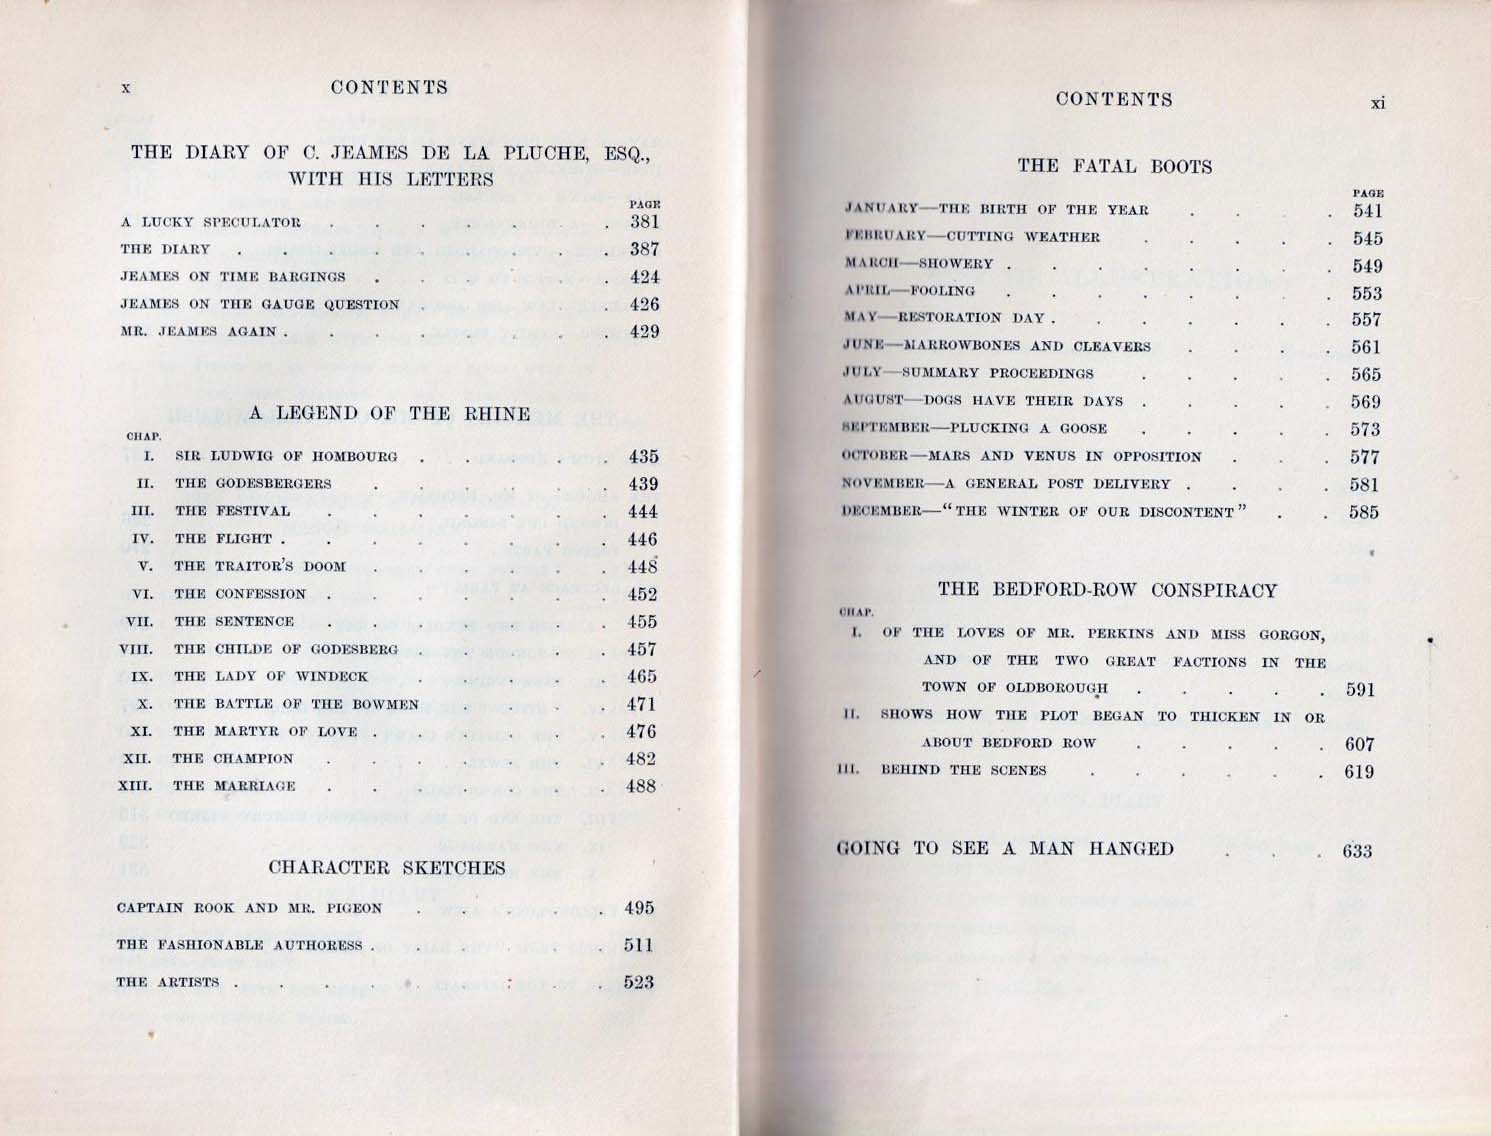 x CONTENTS
THE DIARY OF C. JEAMES DE LA PLUCHE, ESQ.,
WITH HIS LETTERS
PAGE
A LUCKY SPECULATOR . . . . . . . 381
THE DIARY . . . . . . . . . 387
JEAMES ON TIME BARGINGS . . . . . . 424
JEAMES ON THE GAUGE QUESTION . . . . . 426
MR. JEAMES AGAIN . . . . . . . . 429
A LEGEND OF THE RHINE
CHAP.
I. SIR LUDWIG OF HOMBOURG . . . . . 435
II. THE GODESBERGERS . . . . . . 439
III. THE FESTIVAL . . . . . . . 444
IV. THE FLIGHT . . . . . . . . 446
V. THE TRAITOR'S DOOM . . . . . . 448
VI. THE CONFESSION . . . . . . . 452
VII. THE SENTENCE . . . . . . . 455
VIII. THE CHILDE OF GODESBERG . . . . . 457
IX. THE LADY OF WINDECK . . . . . 465
X. THE BATTLE OF THE BOWMEN . . . . 471
XI. THE MARTYR OF LOVE . . . . . . 476
XII. THE CHAMPION . . . . . . . 482
XIII. THE MARRIAGE . . . . . . . 488
CHARACTER SKETCHES
CAPTAIN ROOK AND MR. PIGEON . . . . . 495
THE FASHIONABLE AUTHORESS . . . . . . 511
THE ARTISTS . . . . . . . . . 523
CONTENTS xi
THE FATAL BOOTS
PAGE
JANUARY—THE BIRTH OF THE YEAR . . . . 541
FEBRUARY—CUTTING WEATHER . . . . . 545
MARCH—SHOWERY . . . . . . . . 549
APRIL—FOOLING . . . . . . . . 553
MAY—RESTORATION DAY . . . . . . . 557
JUNE—MARROWBONES AND CLEAVERS . . . . 561
JULY—SUMMARY PROCEEDINGS . . . . . 565
AUGUST—DOGS HAVE THEIR DAYS . . . . . 569
SEPTEMBER—PLUCKING A GOOSE . . . . . 573
OCTOBER—MARS AND VENUS IN OPPOSITION . . . 577
NOVEMBER—A GENERAL POST DELIVERY . . . . 581
DECEMBER—"THE WINTER OF OUR DISCONTENT" . . 585
THE BEDFORD-ROW CONSPIRACY
CHAP.
I. OF THE LOVES OF MR. PERKINS AND MISS GORGON,
AND OF THE TWO GREAT FACTIONS IN THE
TOWN OF OLDBOROUGH . . . . . 591
II. SHOWS HOW THE PLOT BEGAN TO THICKEN IN OR
ABOUT BEDFORD ROW . . . . . 607
III. BEHIND THE SCENES . . . . . . 619
GOING TO SEE A MAN HANGED . . . 633